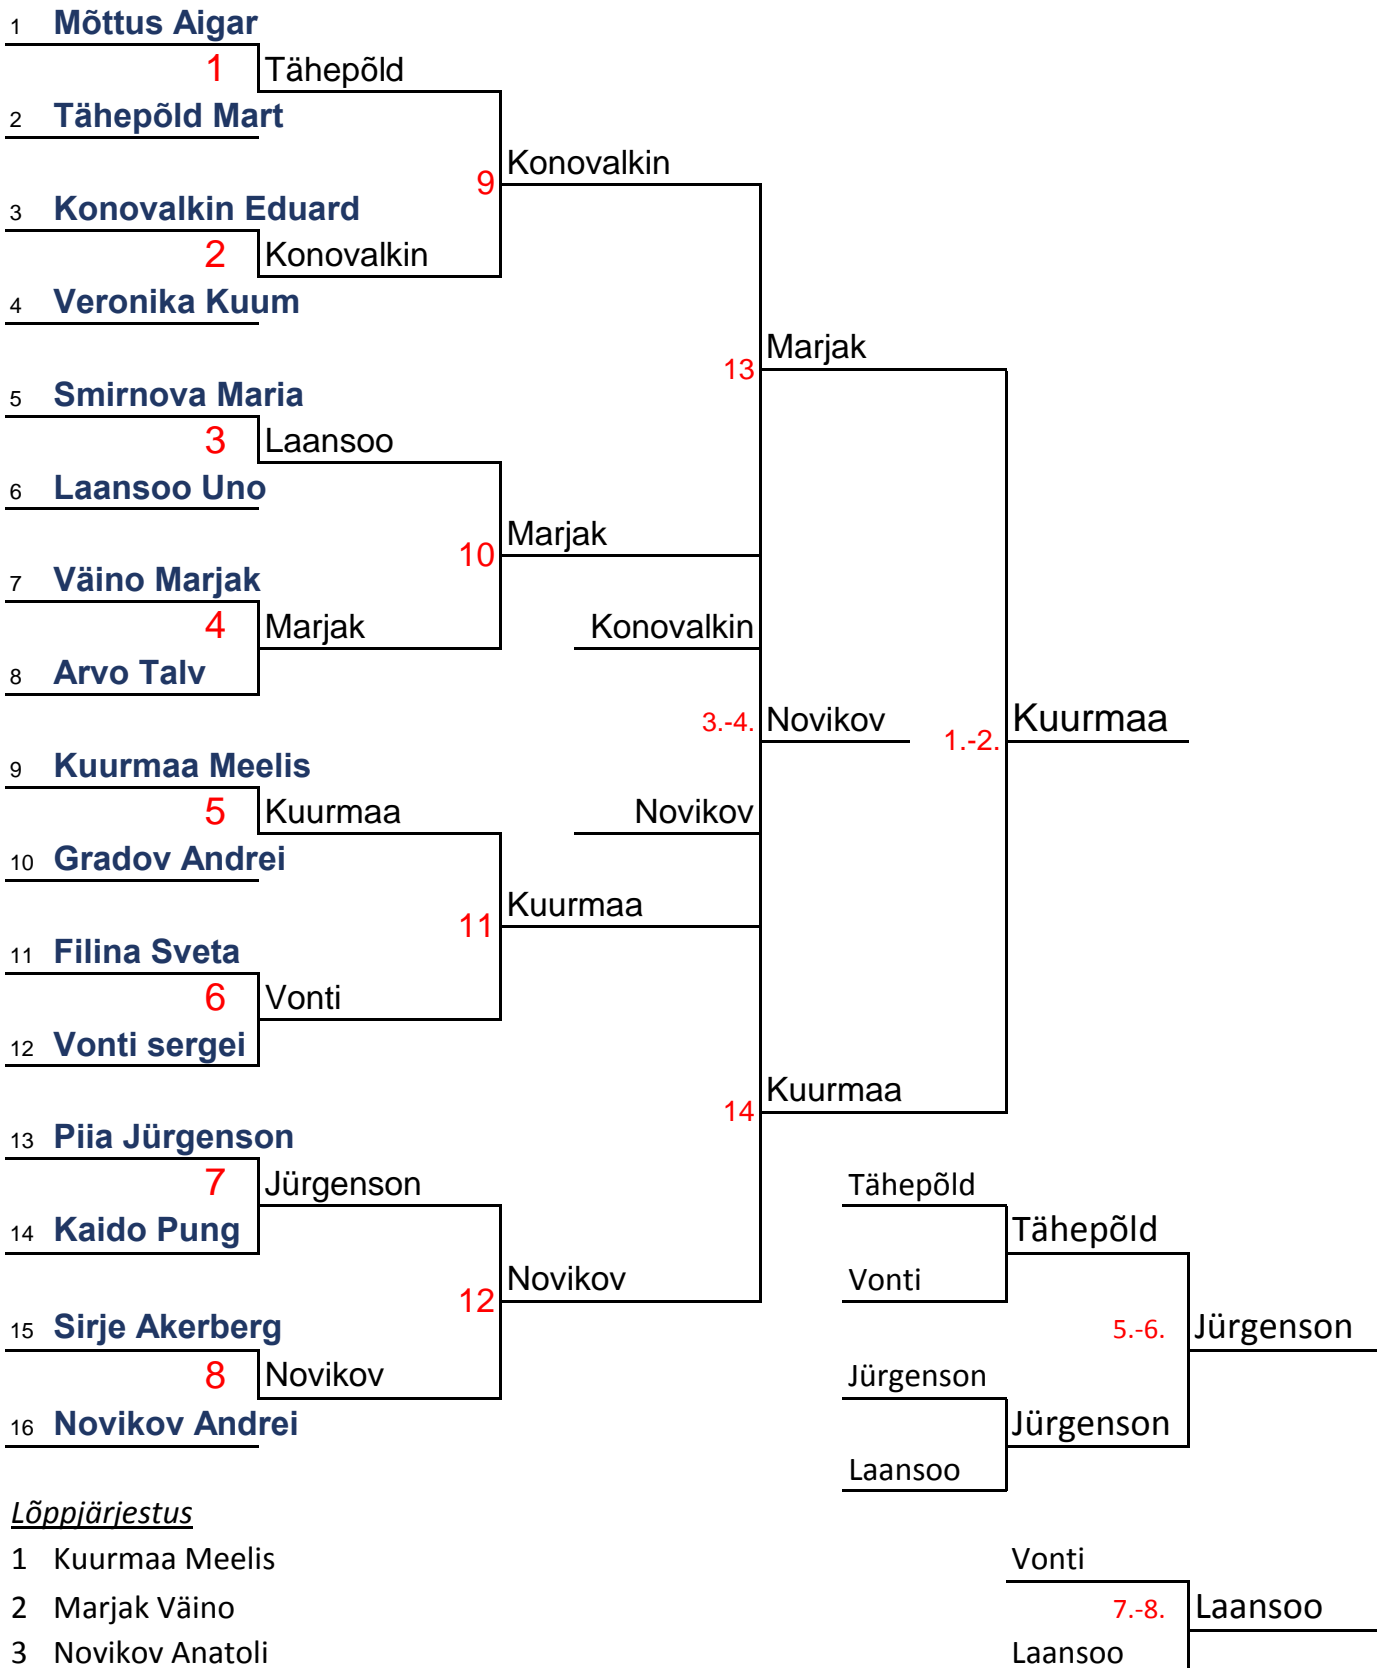 1 Mõttus Aigar
1 Tähepõld
2 Tähepõld Mart
9 Konovalkin
3 Konovalkin Eduard
2 Konovalkin
4 Veronika Kuum
13 Marjak
5 Smirnova Maria
3 Laansoo
6 Laansoo Uno
10 Marjak
7 Väino Marjak
4 Marjak
Konovalkin
8 Arvo Talv
3.-4. Novikov
1.-2. Kuurmaa
9 Kuurmaa Meelis
5 Kuurmaa
Novikov
10 Gradov Andrei
11 Kuurmaa
11 Filina Sveta
6 Vonti
12 Vonti sergei
14 Kuurmaa
13 Piia Jürgenson
7 Jürgenson
Tähepõld
14 Kaido Pung
Tähepõld
12 Novikov
Vonti
15 Sirje Akerberg
5.-6. Jürgenson
8 Novikov
Jürgenson
16 Novikov Andrei
Jürgenson
Laansoo
Lõppjärjestus
1 Kuurmaa Meelis
Vonti
2 Marjak Väino
7.-8. Laansoo
3 Novikov Anatoli
Laansoo